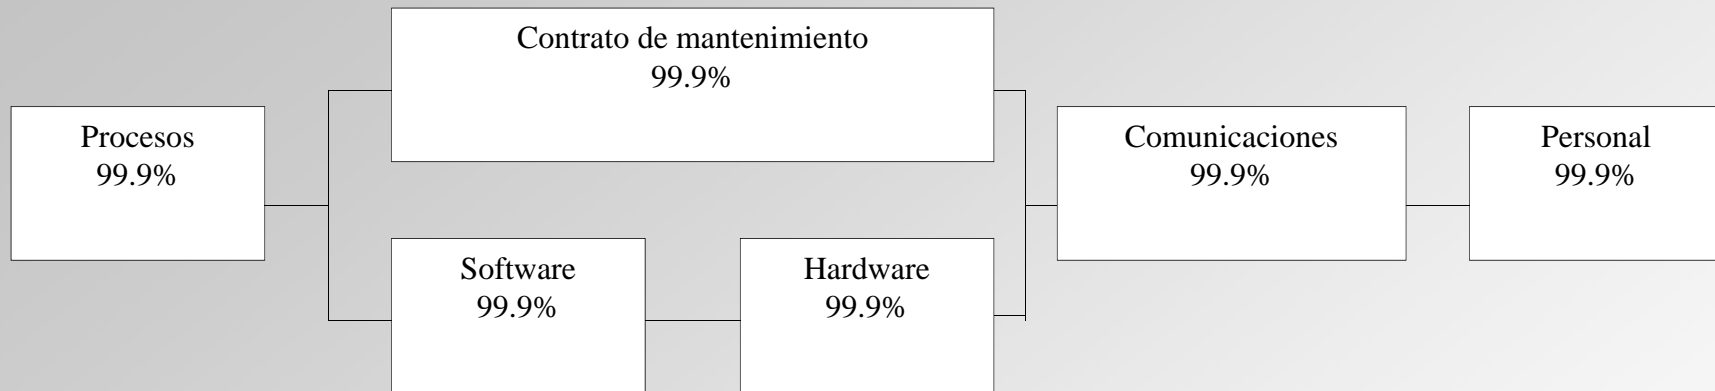 Contrato de mantenimiento
99.9%
Procesos
99.9%
Comunicaciones
99.9%
Personal
99.9%
Software
99.9%
Hardware
99.9%